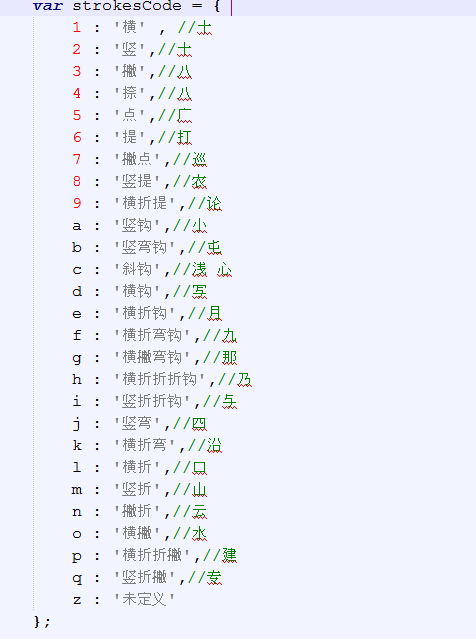 var strokesCode = {
1 : '横' , //土
2 : '竖',//士
3 : '撇',//八
4 : '捺',//八
5 : '点',//广
6 : '提',//打
7 : '撇点',//巡
8 : '竖提',//衣
9 : '横折提',//论
a : '竖钩',//小
b : '竖弯钩',//屯
c : '斜钩',//浅 心
d : '横钩',//写
e : '横折钩',//月
f : '横折弯钩',//九
g : '横撇弯钩',//那
h : '横折折折钩',//乃
i : '竖折折钩',//与
j : '竖弯',//四
k : '横折弯',//沿
l : '横折',//口
m : '竖折',//山
n : '撇折',//云
o : '横撇',//水
p : '横折折撇',//建
q : '竖折撇',//专
z : '未定义'
};